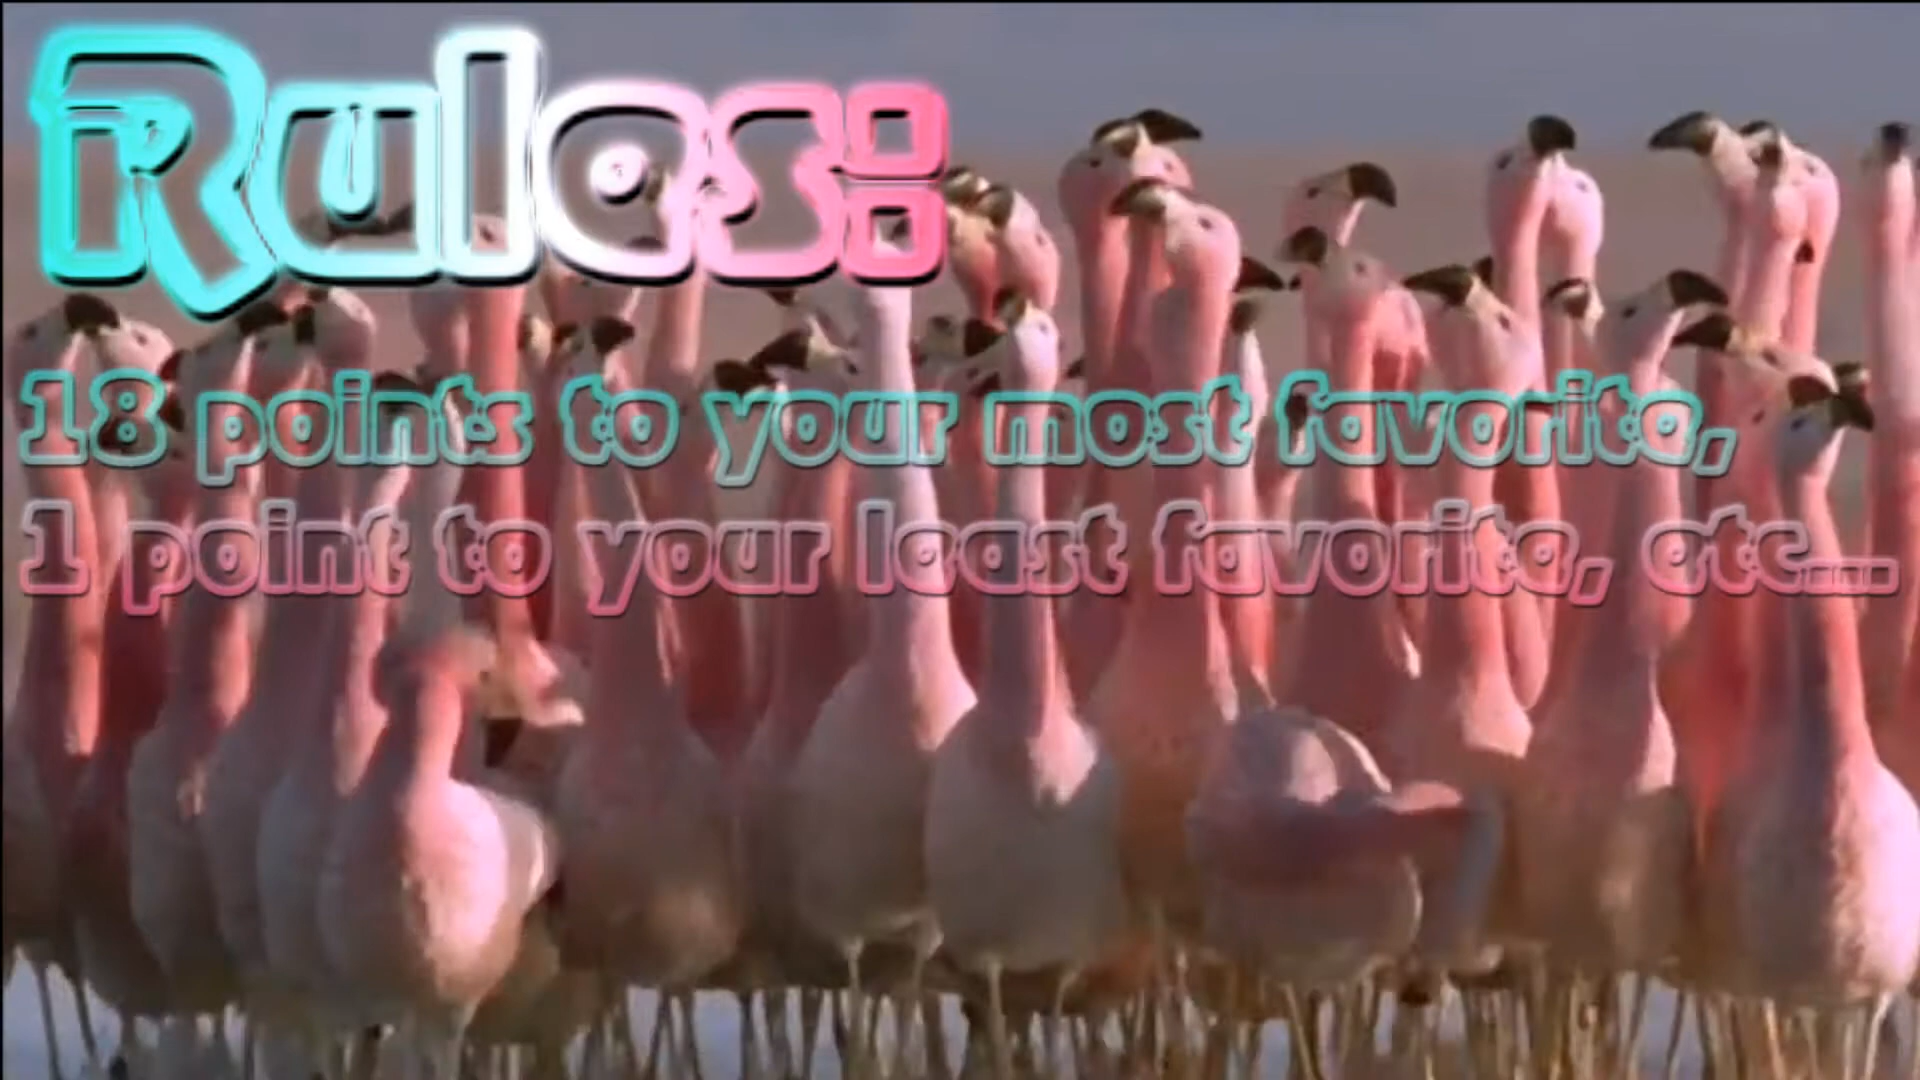 Rules:
18 points to your most favorite,
1 point to your least favorite, etc...